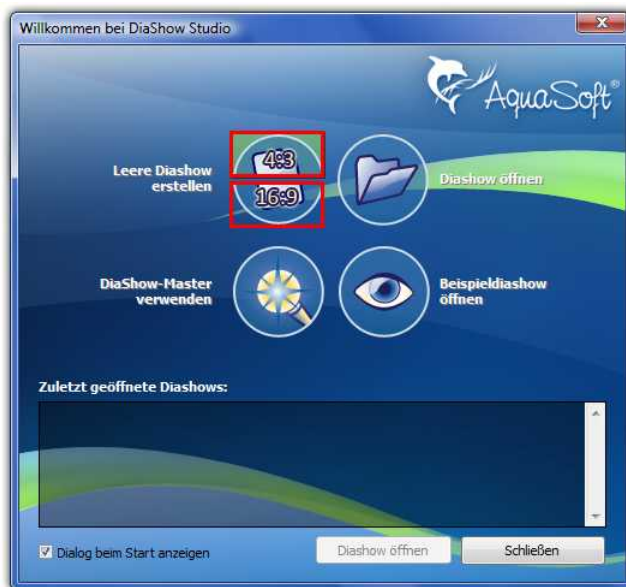 Willkommen bei DiaShow Studio
AquaSoft®
Leere Diashow
erstellen
4:3
16:9
Diashow öffnen
DiaShow-Master
verwenden
Beispieldiashow
öffnen
Zuletzt geöffnete Diashows:
Dialog beim Start anzeigen
Diashow öffnen
Schließen